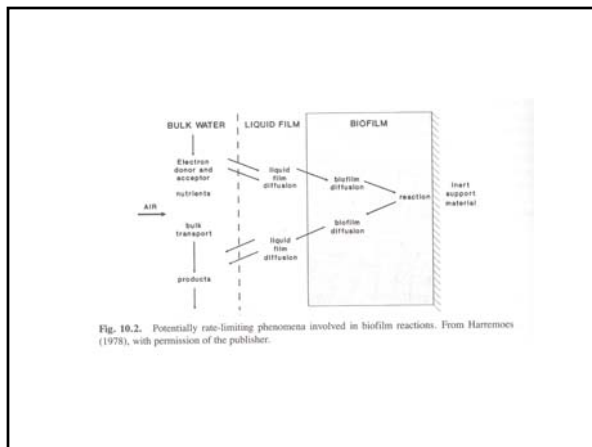 BULK WATER
LIQUID FILM
BIOFILM
Electron
donor and
acceptor
nutrients
AIR
bulk
transport
products
liquid
film
diffusion
liquid
film
diffusion
biofilm
diffusion
biofilm
diffusion
reaction
Inert
support
material
Fig. 10.2. Potentially rate-limiting phenomena involved in biofilm reactions. From Harremoes
(1978), with permission of the publisher.